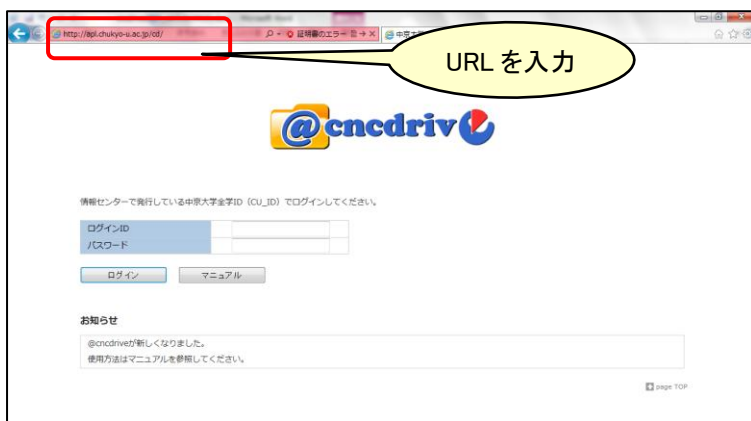 http://apl.chukyo-u.ac.jp/cd/
証明書のエラー
URL を入力
@cncdrive
情報センターで発行している中京大学全学ID（CU_ID）でログインしてください。
ログインID
パスワード
ログイン マニュアル
お知らせ
@cncdriveが新しくなりました。
使用方法はマニュアルを参照してください。
page TOP